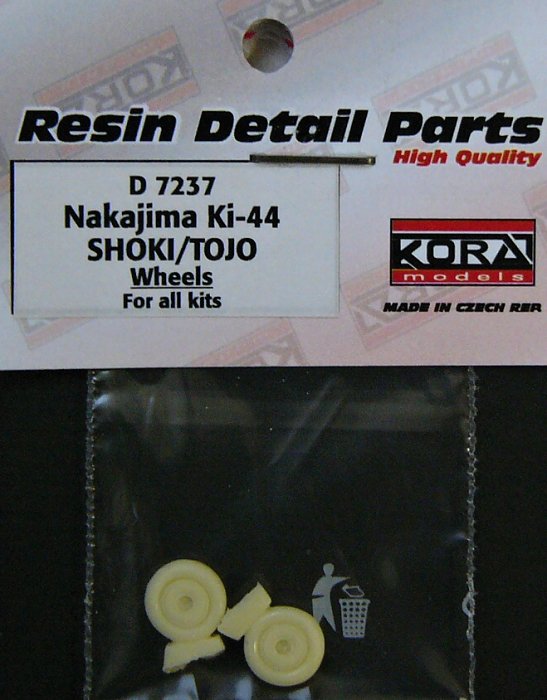 Resin Detail Parts
High Quality
D 7237
Nakajima Ki-44
SHOKI/TOJO
Wheels
For all kits
KORA
models
MADE IN CZECH REP